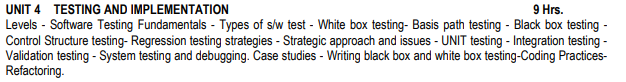 UNIT 4 TESTING AND IMPLEMENTATION 9 Hrs.
Levels - Software Testing Fundamentals - Types of s/w test - White box testing- Basis path testing - Black box testing -
Control Structure testing- Regression testing strategies - Strategic approach and issues - UNIT testing - Integration testing -
Validation testing - System testing and debugging. Case studies - Writing black box and white box testing-Coding Practices-
Refactoring.